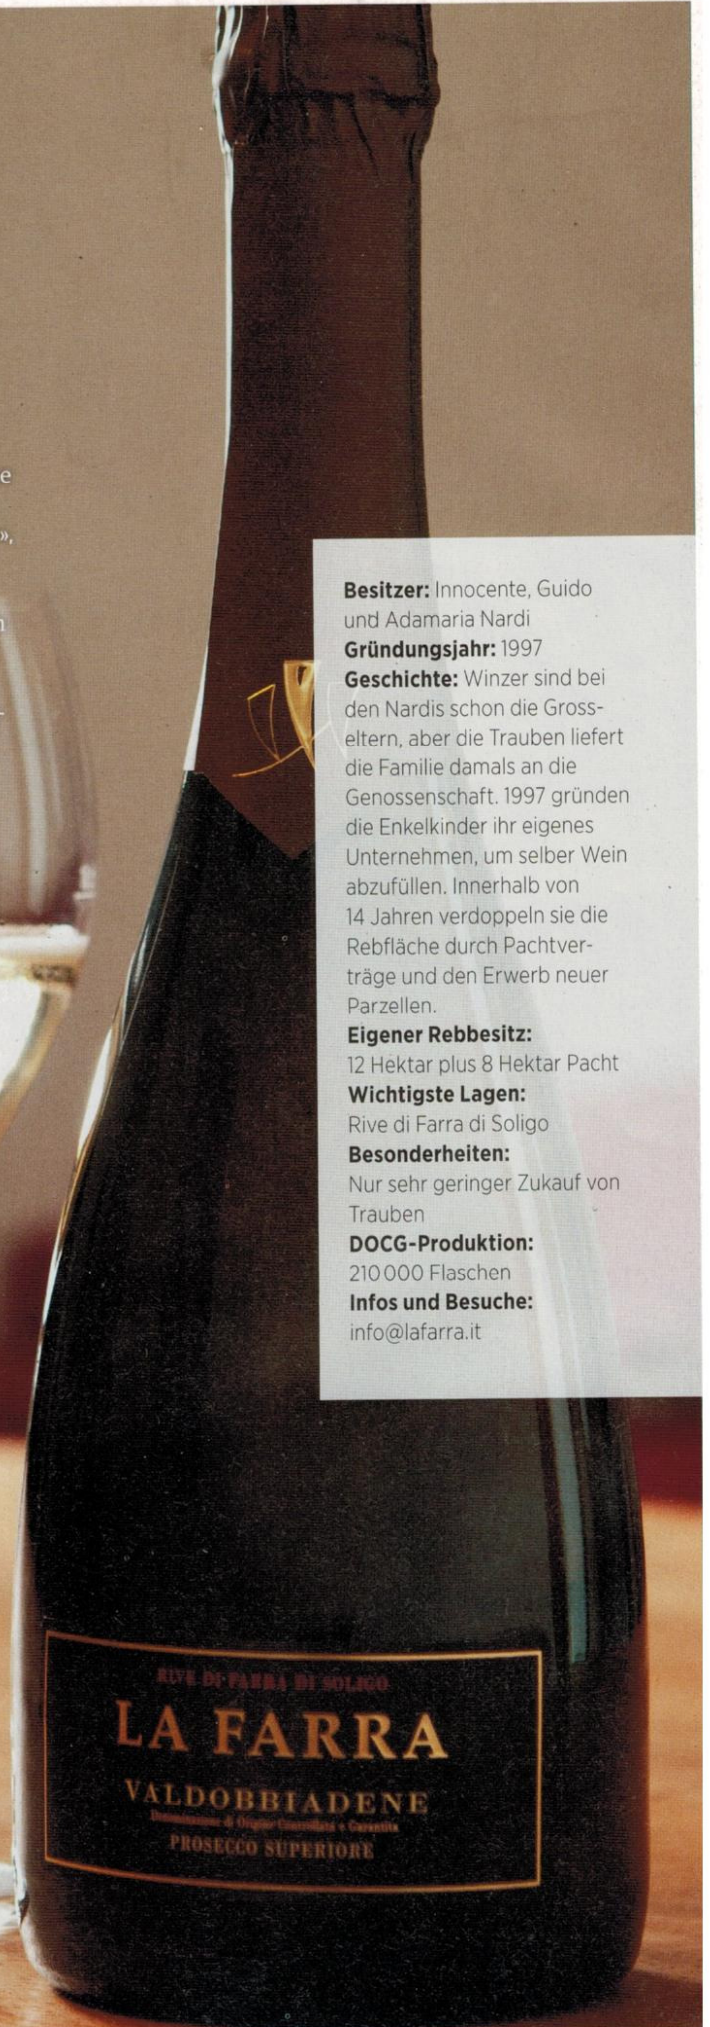 e
»,
n
Besitzer: Innocente, Guido
und Adamaria Nardi
Gründungsjahr: 1997
Geschichte: Winzer sind bei
den Nardis schon die Gross-
eltern, aber die Trauben liefert
die Familie damals an die
Genossenschaft. 1997 gründen
die Enkelkinder ihr eigenes
Unternehmen, um selber Wein
abzufüllen. Innerhalb von
14 Jahren verdoppeln sie die
Rebfläche durch Pachtver-
träge und den Erwerb neuer
Parzellen.
Eigener Rebbesitz:
12 Hektar plus 8 Hektar Pacht
Wichtigste Lagen:
Rive di Farra di Soligo
Besonderheiten:
Nur sehr geringer Zukauf von
Trauben
DOCG-Produktion:
210 000 Flaschen
Infos und Besuche:
info@lafarra.it
RIVE DI FARRA DI SOLIGO
LA FARRA
VALDOBBIADENE
Denominazione di Origine Controllata e Garantita
PROSECCO SUPERIORE